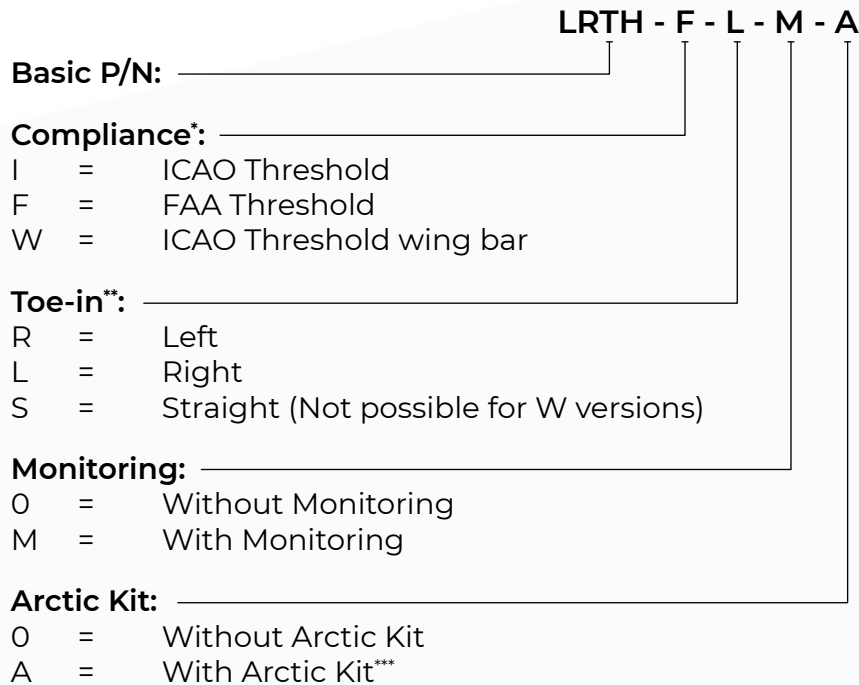 LRTH - F - L - M - A
Basic P/N:
Compliance*:
I = ICAO Threshold
F = FAA Threshold
W = ICAO Threshold wing bar
Toe-in**:
R = Left
L = Right
S = Straight (Not possible for W versions)
Monitoring:
0 = Without Monitoring
M = With Monitoring
Arctic Kit:
0 = Without Arctic Kit
A = With Arctic Kit***